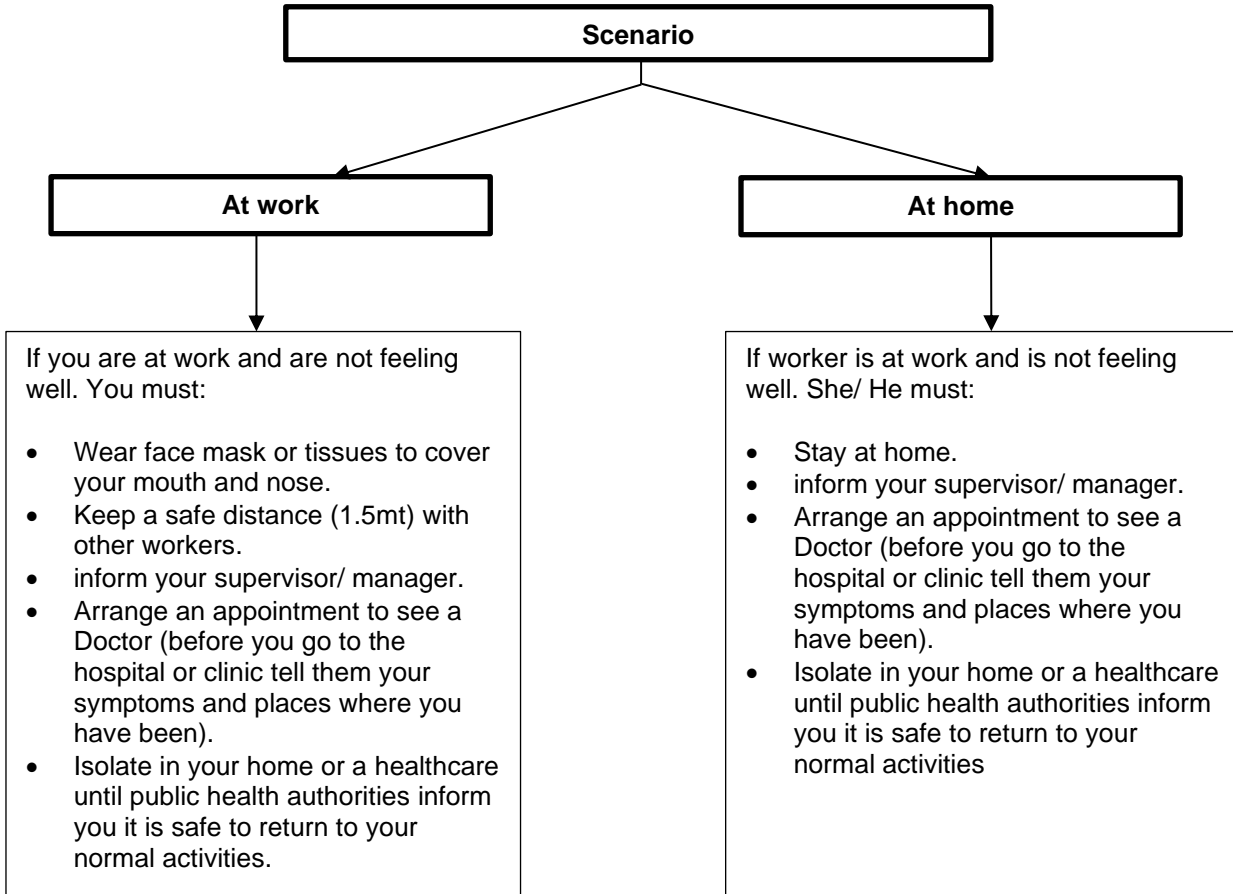 Scenario
At work
At home
If you are at work and are not feeling
well. You must:
• Wear face mask or tissues to cover
your mouth and nose.
• Keep a safe distance (1.5mt) with
other workers.
• inform your supervisor/ manager.
• Arrange an appointment to see a
Doctor (before you go to the
hospital or clinic tell them your
symptoms and places where you
have been).
• Isolate in your home or a healthcare
until public health authorities inform
you it is safe to return to your
normal activities.
If worker is at work and is not feeling
well. She/ He must:
• Stay at home.
• inform your supervisor/ manager.
• Arrange an appointment to see a
Doctor (before you go to the
hospital or clinic tell them your
symptoms and places where you
have been).
• Isolate in your home or a healthcare
until public health authorities inform
you it is safe to return to your
normal activities